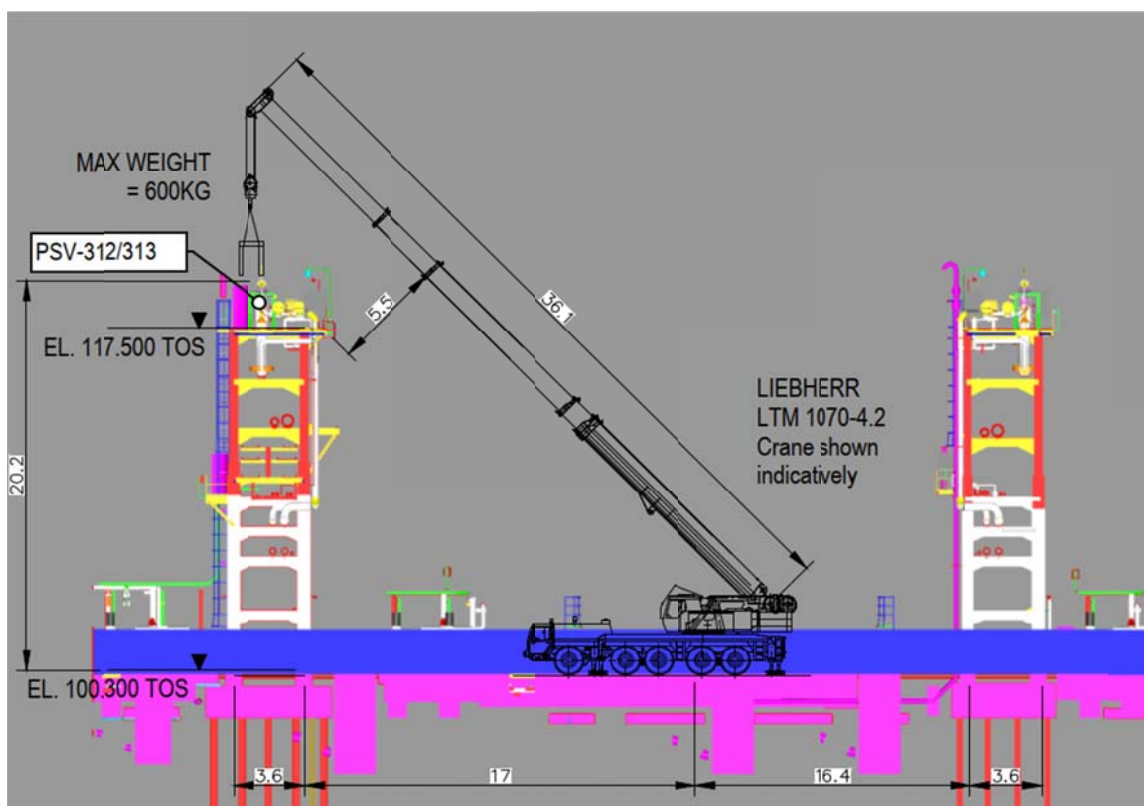 MAX WEIGHT
= 600KG
PSV-312/313
36.1
5.5
EL. 117.500 TOS
LIEBHERR
LTM 1070-4.2
Crane shown
indicatively
20.2
EL. 100.300 TOS
3.6
17
16.4
3.6